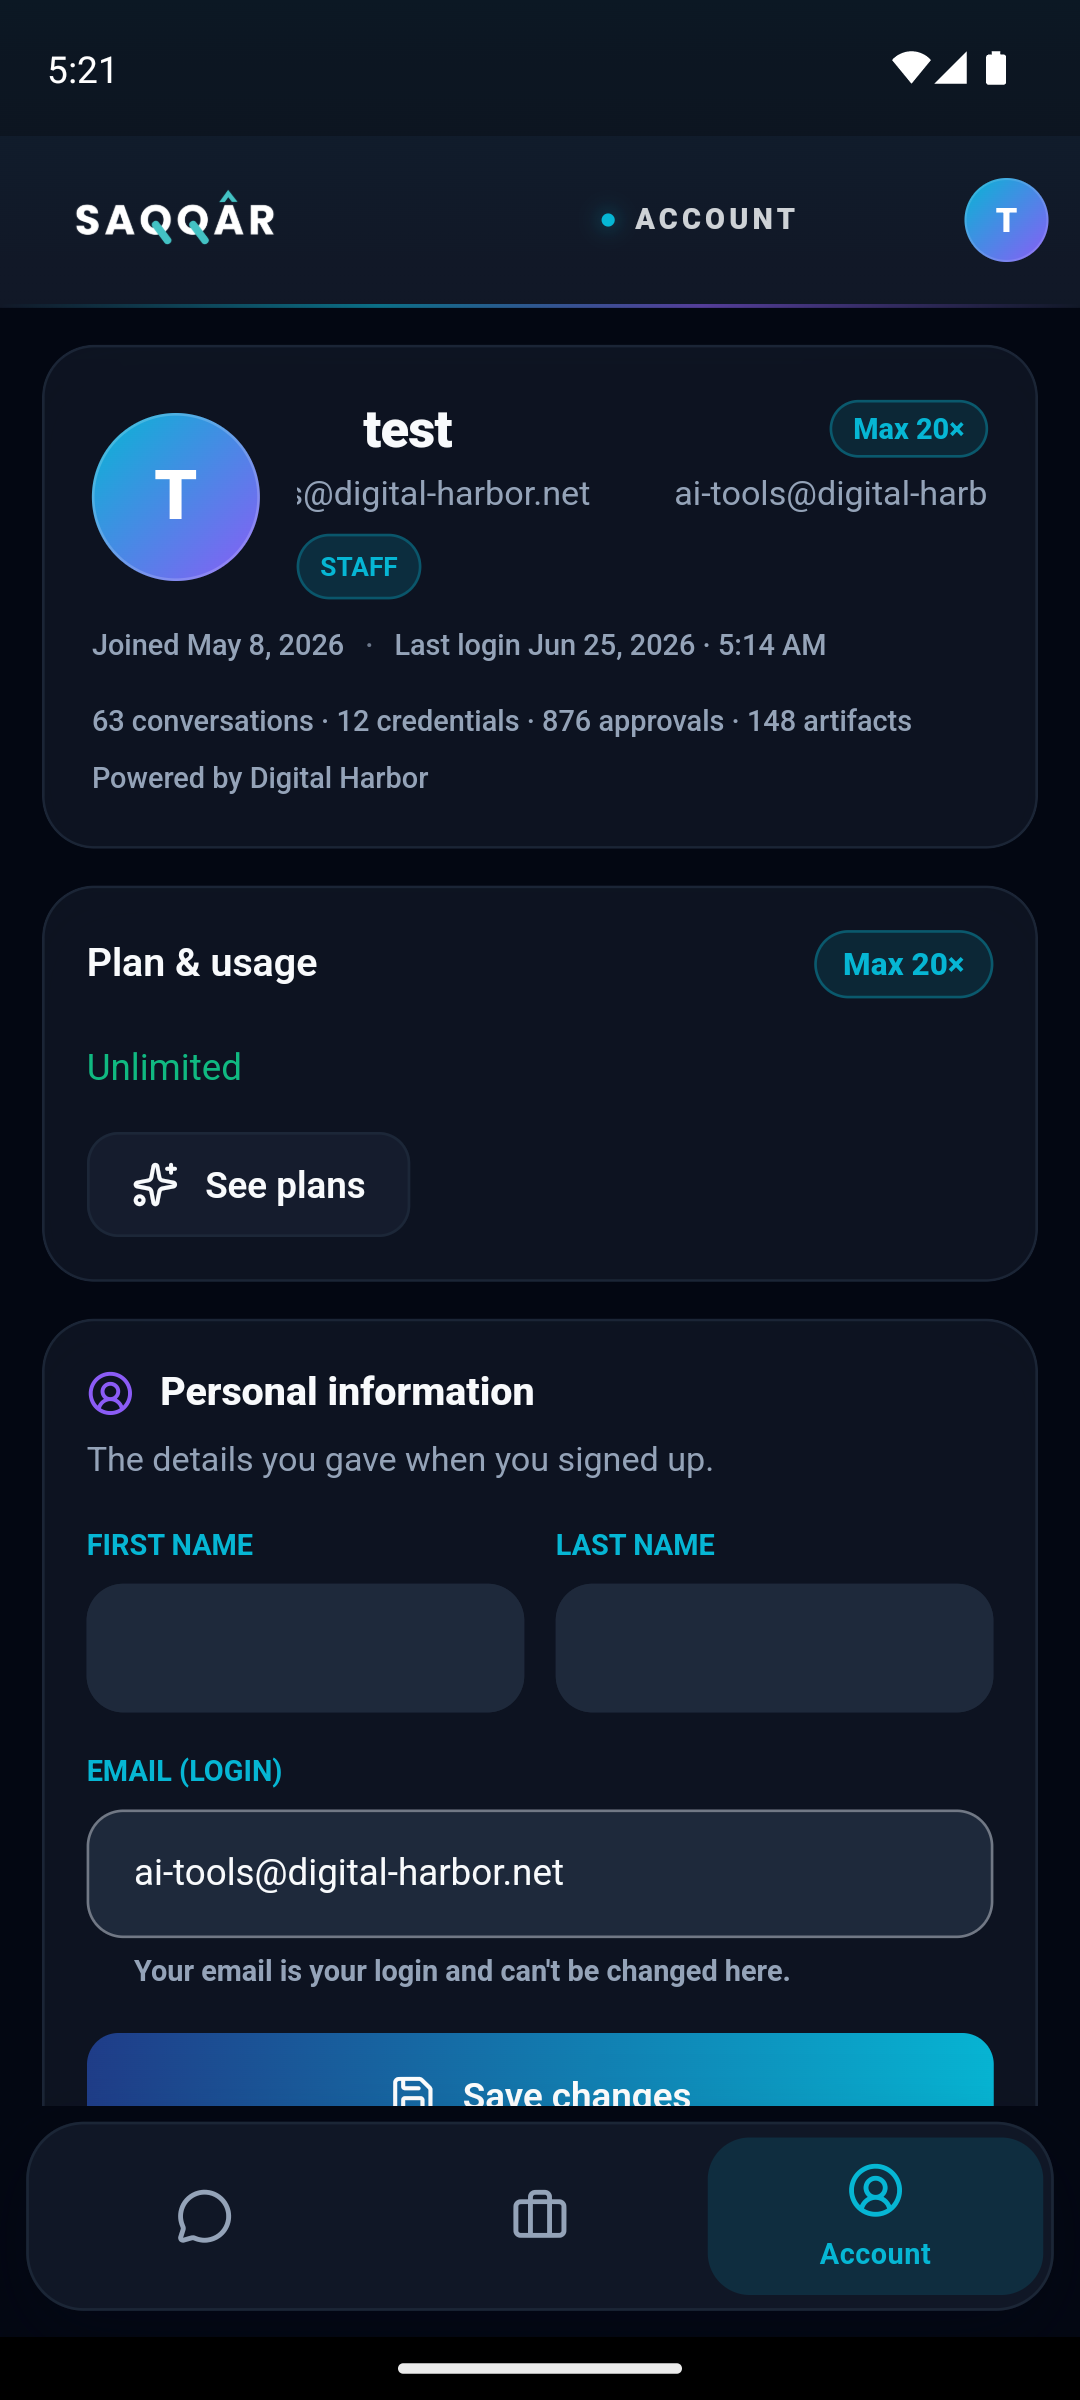 5:21
SAQQÂR
ACCOUNT
T
T
test
Max 20×
s@digital-harbor.net ai-tools@digital-harb
STAFF
Joined May 8, 2026 · Last login Jun 25, 2026 · 5:14 AM
63 conversations · 12 credentials · 876 approvals · 148 artifacts
Powered by Digital Harbor
Plan & usage
Max 20×
Unlimited
See plans
Personal information
The details you gave when you signed up.
FIRST NAME LAST NAME
EMAIL (LOGIN)
ai-tools@digital-harbor.net
Your email is your login and can't be changed here.
Save changes
Account